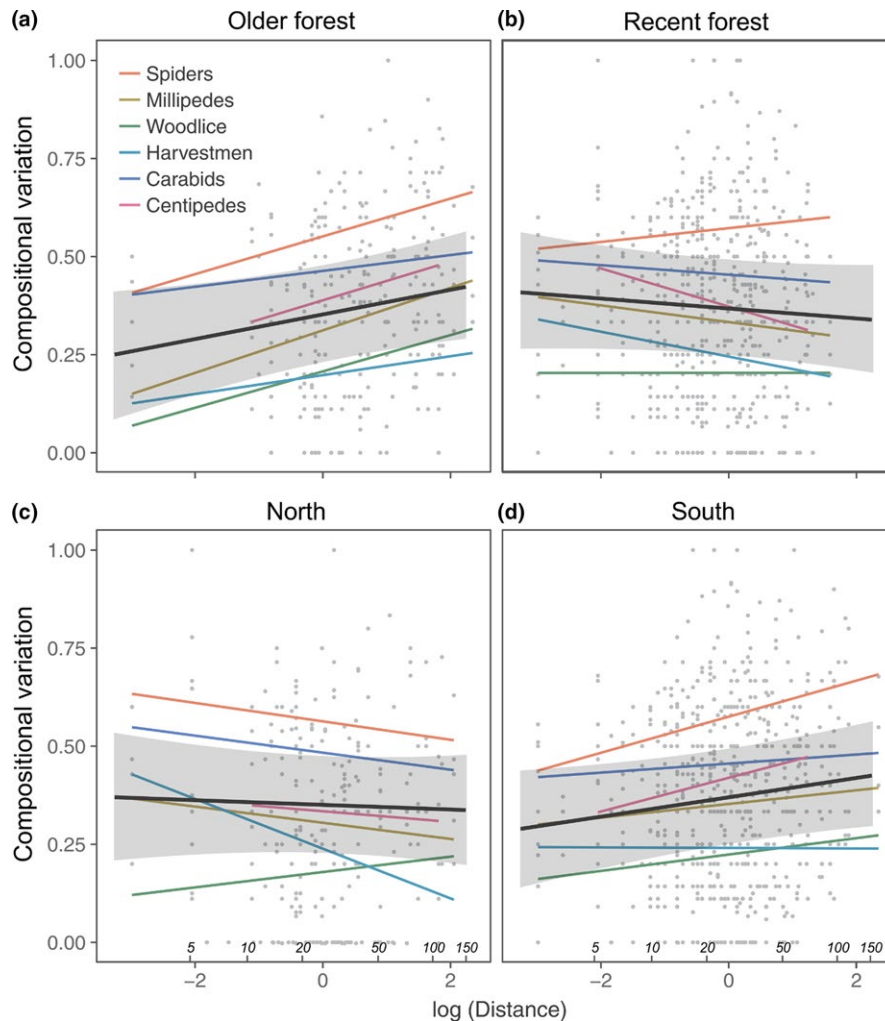 (a) Older forest
(b) Recent forest
Compositional variation
1.00
0.75
0.50
0.25
0.00
Spiders
Millipedes
Woodlice
Harvestmen
Carabids
Centipedes
(c) North
(d) South
Compositional variation
1.00
0.75
0.50
0.25
0.00
5 10 20 50 100 150
−2 0 2
5 10 20 50 100 150
−2 0 2
log (Distance)